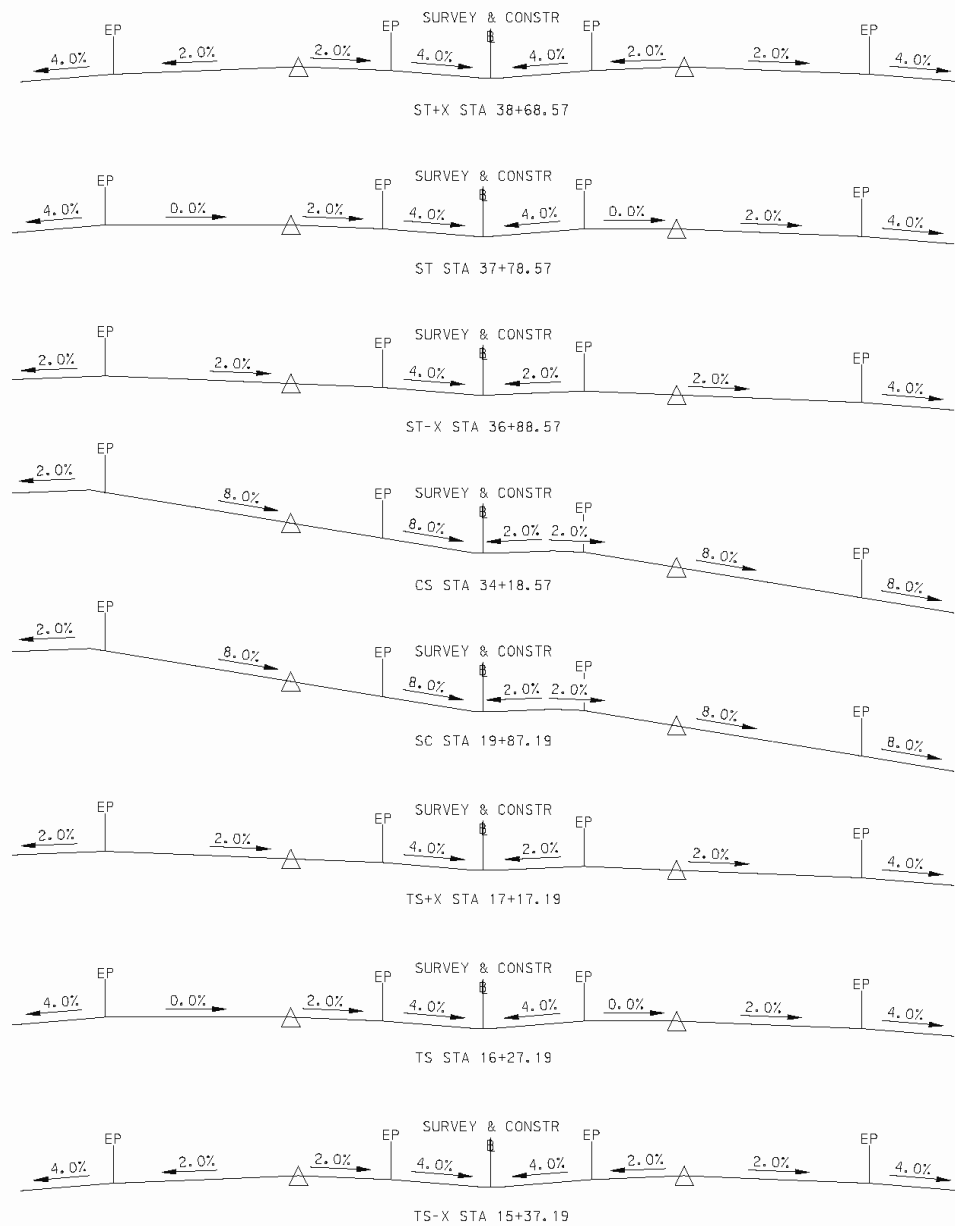 SURVEY & CONSTR
EP EP ℄ EP EP
4.0% 2.0% 2.0% 4.0% 4.0% 2.0% 2.0% 4.0%
ST+X STA 38+68.57
SURVEY & CONSTR
EP EP ℄ EP EP
4.0% 0.0% 2.0% 4.0% 4.0% 0.0% 2.0% 4.0%
ST STA 37+78.57
SURVEY & CONSTR
EP EP ℄ EP EP
2.0% 2.0% 4.0% 2.0% 2.0% 4.0%
ST-X STA 36+88.57
SURVEY & CONSTR
EP EP ℄ EP EP
2.0% 8.0% 8.0% 2.0% 2.0% 8.0% 8.0%
CS STA 34+18.57
SURVEY & CONSTR
EP EP ℄ EP EP
2.0% 8.0% 8.0% 2.0% 2.0% 8.0% 8.0%
SC STA 19+87.19
SURVEY & CONSTR
EP EP ℄ EP EP
2.0% 2.0% 4.0% 2.0% 2.0% 4.0%
TS+X STA 17+17.19
SURVEY & CONSTR
EP EP ℄ EP EP
4.0% 0.0% 2.0% 4.0% 4.0% 0.0% 2.0% 4.0%
TS STA 16+27.19
SURVEY & CONSTR
EP EP ℄ EP EP
4.0% 2.0% 2.0% 4.0% 4.0% 2.0% 2.0% 4.0%
TS-X STA 15+37.19